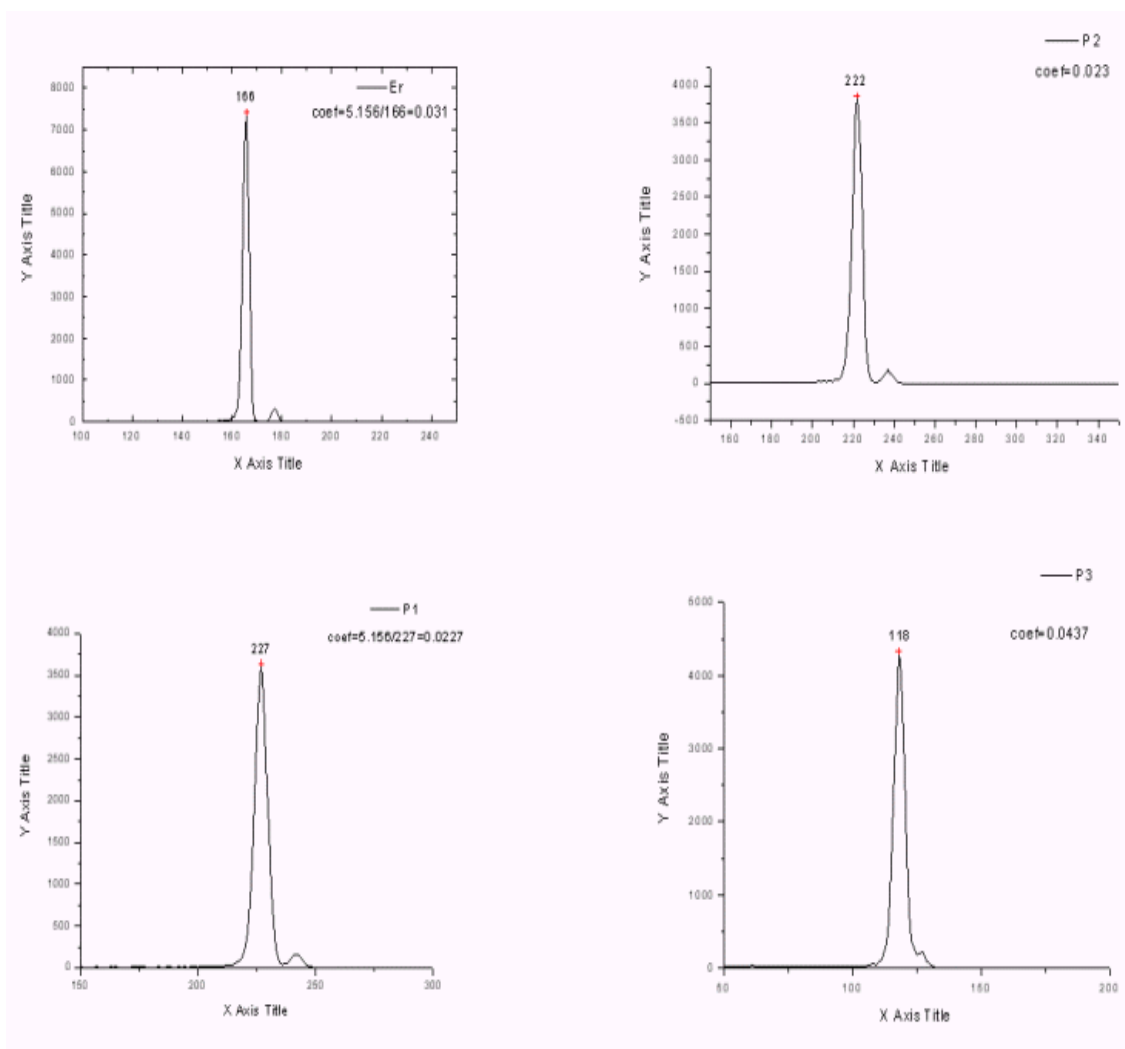 Er
coef=5.156/166=0.031
166
8000
7000
6000
5000
4000
3000
2000
1000
0
Y Axis Title
100 120 140 160 180 200 220 240
X Axis Title
P2
coef=0.023
222
4000
3500
3000
2500
2000
1500
1000
500
0
-500
Y Axis Title
160 180 200 220 240 260 280 300 320 340
X Axis Title
P1
coef=5.156/227=0.0227
227
4000
3500
3000
2500
2000
1500
1000
500
0
Y Axis Title
150 200 250 300
X Axis Title
P3
coef=0.0437
118
5000
4000
3000
2000
1000
0
Y Axis Title
50 100 150 200
X Axis Title